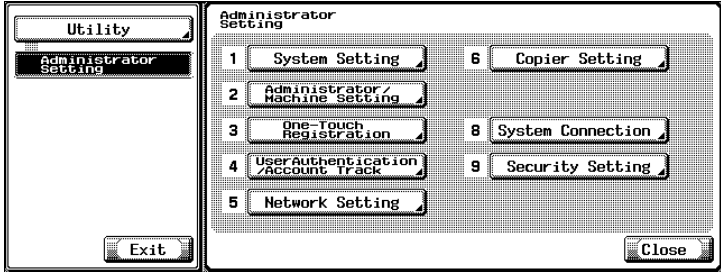 Utility
Administrator
Setting
Exit
Administrator
Setting
1 System Setting
2 Administrator/
Machine Setting
3 One-Touch
Registration
4 UserAuthentication
/Account Track
5 Network Setting
6 Copier Setting
8 System Connection
9 Security Setting
Close